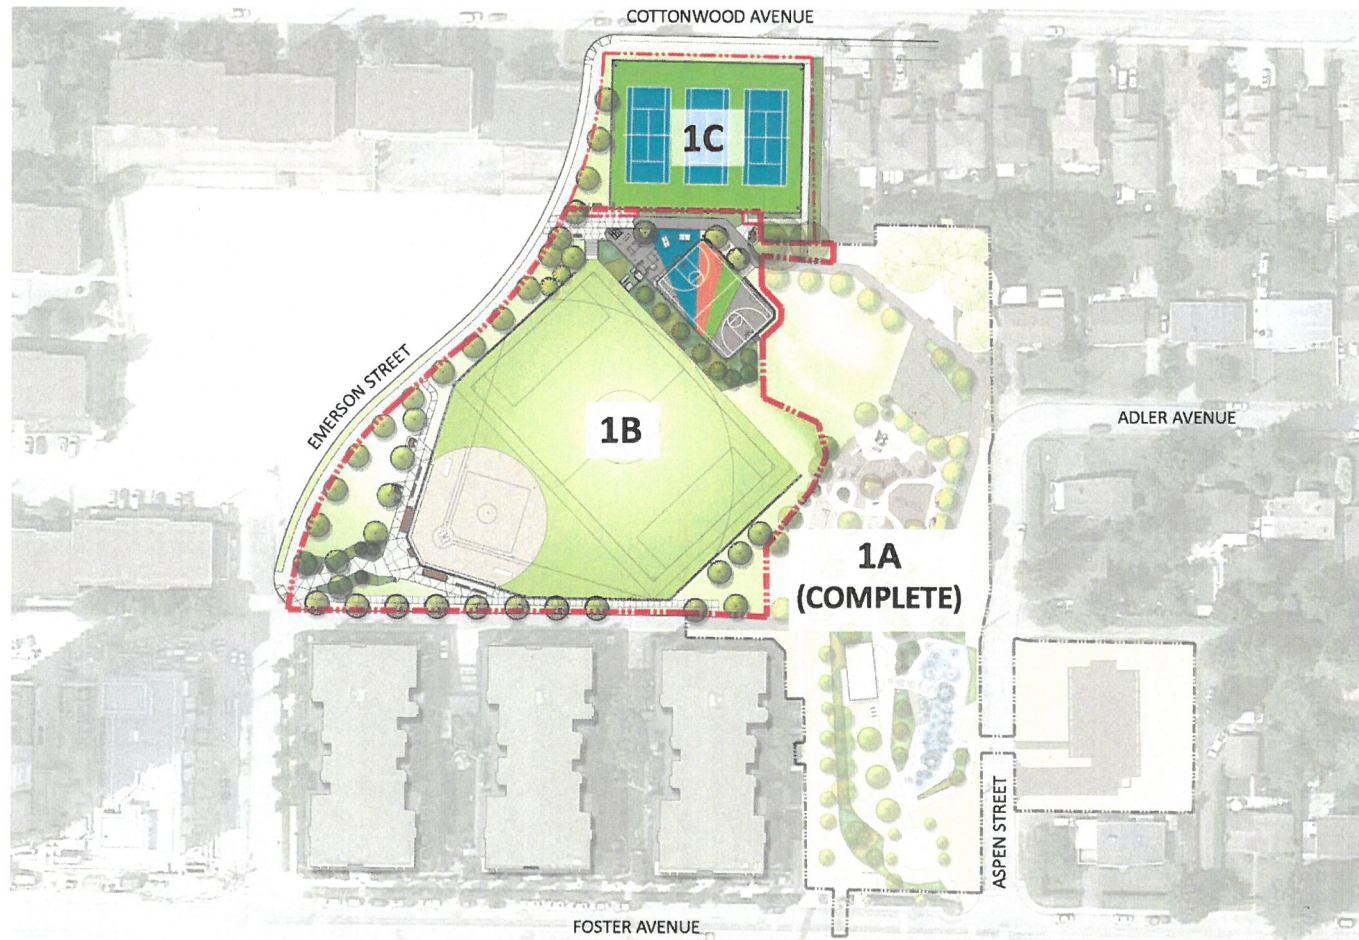 COTTONWOOD AVENUE
1C
EMERSON STREET
1B
ADLER AVENUE
1A
(COMPLETE)
ASPEN STREET
FOSTER AVENUE